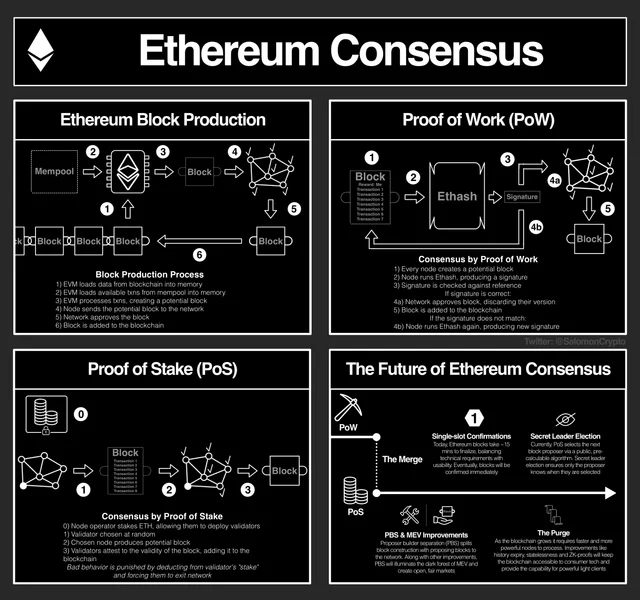 Ethereum Consensus
Ethereum Block Production
Mempool
2
3
Block
4
1
5
Block
Block
Block
Block
6
Block
Block Production Process
1) EVM loads data from blockchain into memory
2) EVM loads available txns from mempool into memory
3) EVM processes txns, creating a potential block
4) Node sends the potential block to the network
5) Network approves the block
6) Block is added to the blockchain
Proof of Work (PoW)
1
Block
Reward: Me
Transaction 1
Transaction 2
Transaction 3
Transaction 4
Transaction 5
Transaction 6
Transaction 7
2
Ethash
3
Signature
4a
4b
5
Block
Consensus by Proof of Work
1) Every node creates a potential block
2) Node runs Ethash, producing a signature
3) Signature is checked against reference
If signature is correct:
4a) Network approves block, discarding their version
5) Block is added to the blockchain
If the signature does not match:
4b) Node runs Ethash again, producing new signature
Twitter: @SalomonCrypto
Proof of Stake (PoS)
0
1
Block
Transaction 1
Transaction 2
Transaction 3
Transaction 4
Transaction 5
Transaction 6
Transaction 7
Transaction 8
2
3
Block
Consensus by Proof of Stake
0) Node operator stakes ETH, allowing them to deploy validators
1) Validator chosen at random
2) Chosen node produces potential block
3) Validators attest to the validity of the block, adding it to the
blockchain
Bad behavior is punished by deducting from validator's "stake"
and forcing them to exit network
The Future of Ethereum Consensus
PoW
The Merge
PoS
1
Single-slot Confirmations
Today, Ethereum blocks take ~15
mins to finalize, balancing
technical requirements with
usability. Eventually, blocks will be
confirmed immediately
Secret Leader Election
Currently, PoS selects the next
block proposer via a public, pre-
calculable algorithm. Secret leader
election ensures only the proposer
knows when they are selected
PBS & MEV Improvements
Proposer builder separation (PBS) splits
block construction with proposing blocks to
the network. Along with other improvements,
PBS will illuminate the dark forest of MEV and
create open, fair markets
The Purge
As the blockchain grows it requires faster and more
powerful nodes to process. Improvements like
history expiry, statelessness and ZK-proofs will keep
the blockchain accessible to consumer tech and
provide the capability for powerful light clients